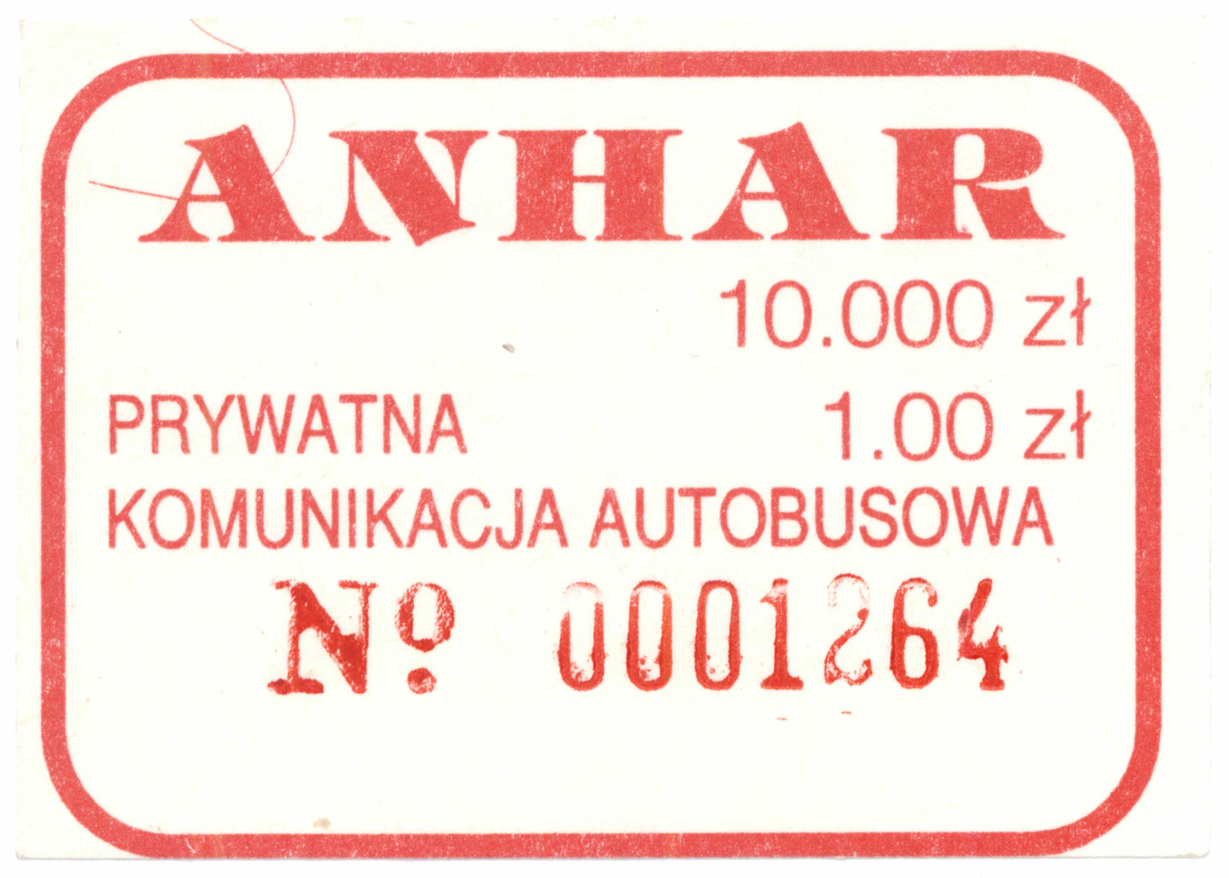 ANHAR
10.000 zł
PRYWATNA 1.00 zł
KOMUNIKACJA AUTOBUSOWA
Nº 0001264